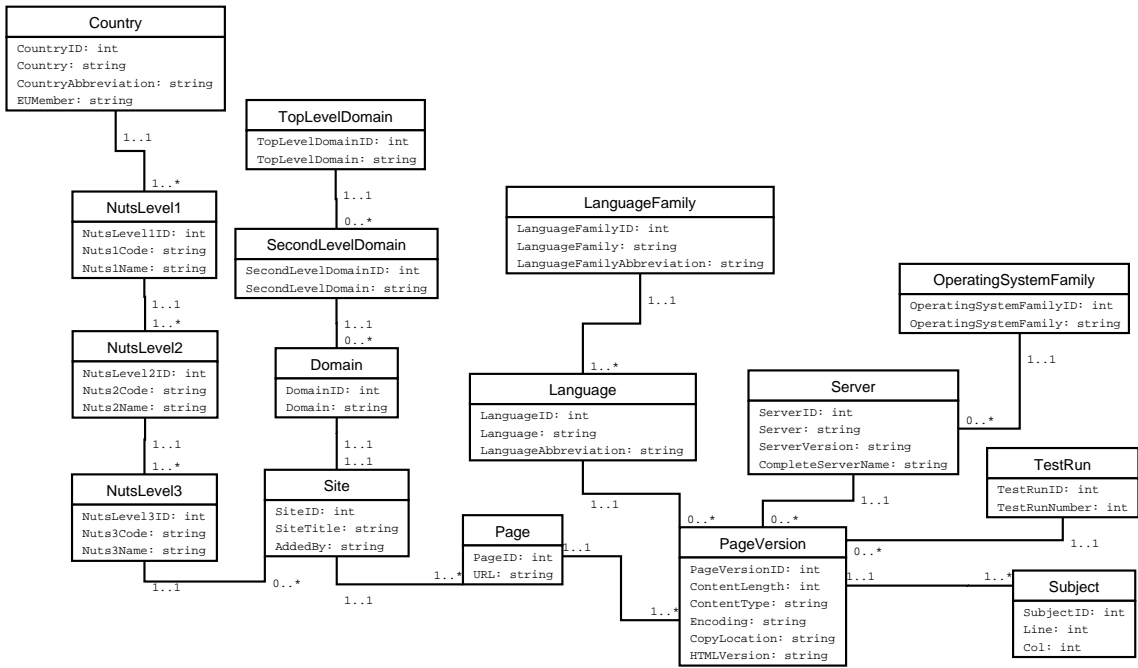 Country
CountryID: int
Country: string
CountryAbbreviation: string
EUMember: string
1..1
1..*
NutsLevel1
NutsLevel1ID: int
Nuts1Code: string
Nuts1Name: string
1..1
1..*
NutsLevel2
NutsLevel2ID: int
Nuts2Code: string
Nuts2Name: string
1..1
1..*
NutsLevel3
NutsLevel3ID: int
Nuts3Code: string
Nuts3Name: string
1..1
0..*
TopLevelDomain
TopLevelDomainID: int
TopLevelDomain: string
1..1
0..*
SecondLevelDomain
SecondLevelDomainID: int
SecondLevelDomain: string
1..1
0..*
Domain
DomainID: int
Domain: string
1..1
1..1
Site
SiteID: int
SiteTitle: string
AddedBy: string
1..1
1..*
Page
PageID: int
URL: string
1..1
1..*
LanguageFamily
LanguageFamilyID: int
LanguageFamily: string
LanguageFamilyAbbreviation: string
1..1
1..*
Language
LanguageID: int
Language: string
LanguageAbbreviation: string
1..1
0..*
OperatingSystemFamily
OperatingSystemFamilyID: int
OperatingSystemFamily: string
1..1
0..*
Server
ServerID: int
Server: string
ServerVersion: string
CompleteServerName: string
1..1
0..*
TestRun
TestRunID: int
TestRunNumber: int
1..1
0..*
PageVersion
PageVersionID: int
ContentLength: int
ContentType: string
Encoding: string
CopyLocation: string
HTMLVersion: string
1..1
1..*
Subject
SubjectID: int
Line: int
Col: int